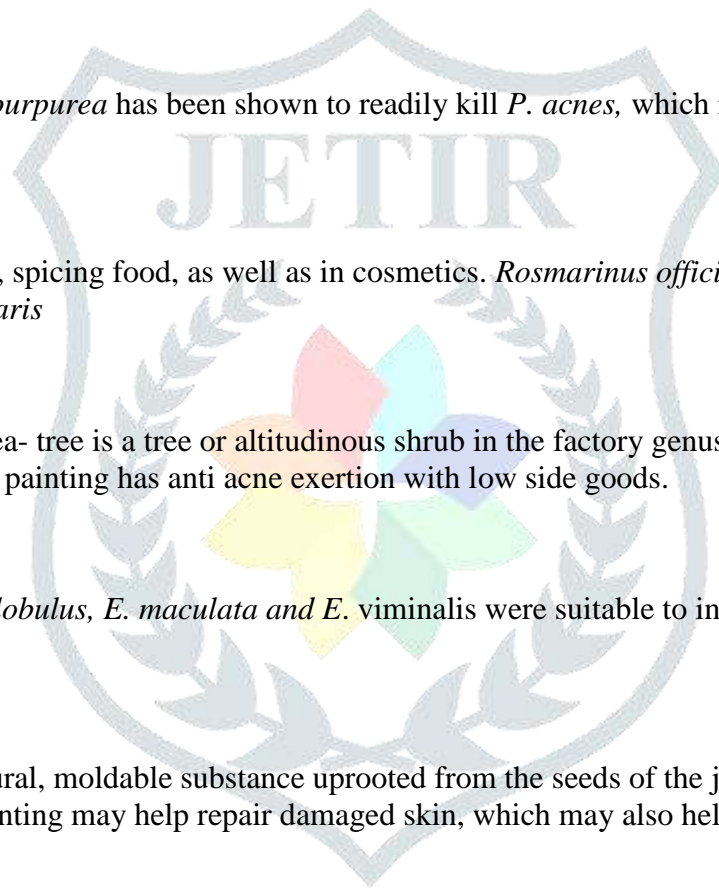 purpurea has been shown to readily kill P. acnes, which
JETIR
, spicing food, as well as in cosmetics. Rosmarinus offici
aris
ea- tree is a tree or altitudinous shrub in the factory genus
painting has anti acne exertion with low side goods.
lobulus, E. maculata and E. viminalis were suitable to in
ural, moldable substance uprooted from the seeds of the j
nting may help repair damaged skin, which may also hel